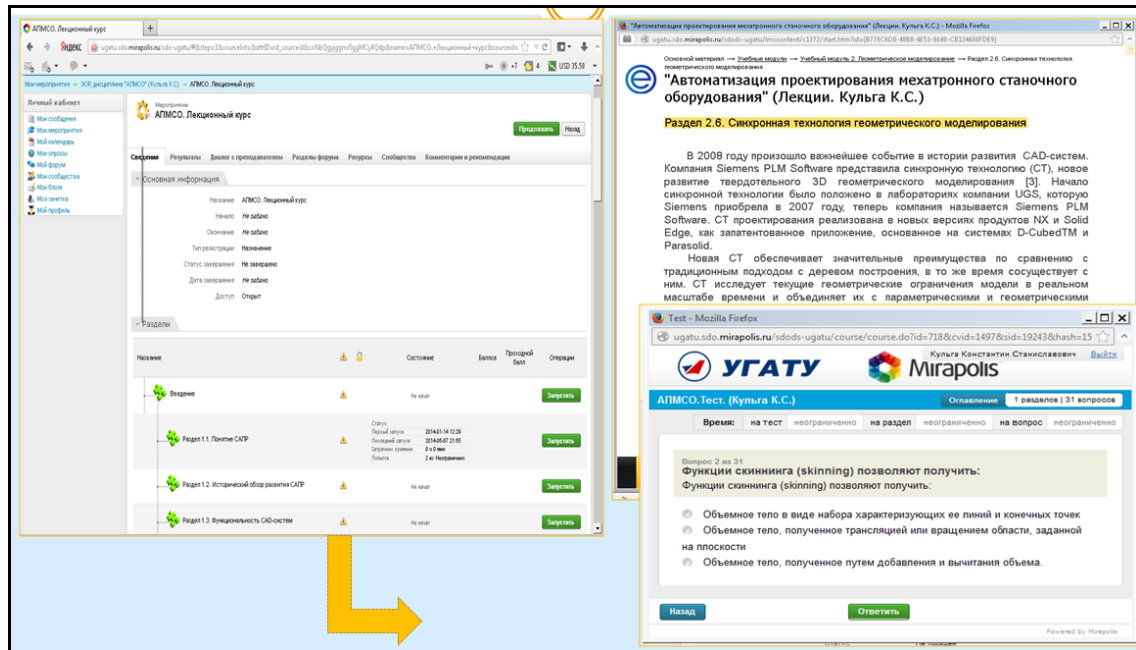 АПМСО. Лекционный курс
Яндекс
+7
4
USD 35.50
Мои мероприятия → ЭОР дисциплины "АПМСО" (Кульга К.С.) → АПМСО. Лекционный курс
Личный кабинет
Мои сообщения
Мои мероприятия
Мой календарь
Мои опросы
Мой форум
Мои сообщества
Мои блоги
Моя зачетка
Мой профиль
Мероприятие
АПМСО. Лекционный курс
Продолжить Назад
Сведения Результаты Диалог с преподавателем Разделы форума Ресурсы Сообщества Комментарии и рекомендации
Основная информация
Название АПМСО. Лекционный курс
Начало Не задано
Окончание Не задано
Тип регистрации Назначение
Статус завершения Не завершено
Дата завершения Не задано
Доступ Открыт
Разделы
Название Состояние Баллов Проходной балл Операции
Введение Не начат Запустить
Раздел 1.1. Понятие САПР Запустить
Статус
Первый запуск 2014-01-14 12:29
Последний запуск 2014-05-07 21:55
Затрачено времени 0 ч 0 мин
Попыток 2 из Неограничено
Раздел 1.2. Исторический обзор развития САПР Не начат Запустить
Раздел 1.3. Функциональность CAD-систем Не начат Запустить
"Автоматизация проектирования мехатронного станочного оборудования" (Лекции. Кульга К.С.) - Mozilla Firefox
Основной материал → Учебные модули → Учебный модуль 2. Геометрическое моделирование → Раздел 2.6. Синхронная технология
геометрического моделирования
"Автоматизация проектирования мехатронного станочного
оборудования" (Лекции. Кульга К.С.)
Раздел 2.6. Синхронная технология геометрического моделирования
В 2008 году произошло важнейшее событие в истории развития CAD-систем.
Компания Siemens PLM Software представила синхронную технологию (СТ), новое
развитие твердотельного 3D геометрического моделирования [3]. Начало
синхронной технологии было положено в лабораториях компании UGS, которую
Siemens приобрела в 2007 году, теперь компания называется Siemens PLM
Software. СТ проектирования реализована в новых версиях продуктов NX и Solid
Edge, как запатентованное приложение, основанное на системах D-CubedTM и
Parasolid.
Новая СТ обеспечивает значительные преимущества по сравнению с
традиционным подходом с деревом построения, в то же время сосуществует с
ним. СТ исследует текущие геометрические ограничения модели в реальном
масштабе времени и объединяет их с параметрическими и геометрическими
Test - Mozilla Firefox
ugatu.sdo.mirapolis.ru/sdods-ugatu/course/course.do?id=718&cvid=1497&sid=19243&hash=15
УГАТУ
Mirapolis
Кульга Константин Станиславович Выйти
АПМСО.Тест. (Кульга К.С.) Оглавление 1 разделов | 31 вопросов
Время: на тест неограниченно на раздел неограниченно на вопрос неограниченно
Вопрос 2 из 31
Функции скиннинга (skinning) позволяют получить:
Функции скиннинга (skinning) позволяют получить:
Объемное тело в виде набора характеризующих ее линий и конечных точек
Объемное тело, полученное трансляцией или вращением области, заданной
на плоскости
Объемное тело, полученное путем добавления и вычитания объема.
Назад Ответить
Powered by Mirapolis